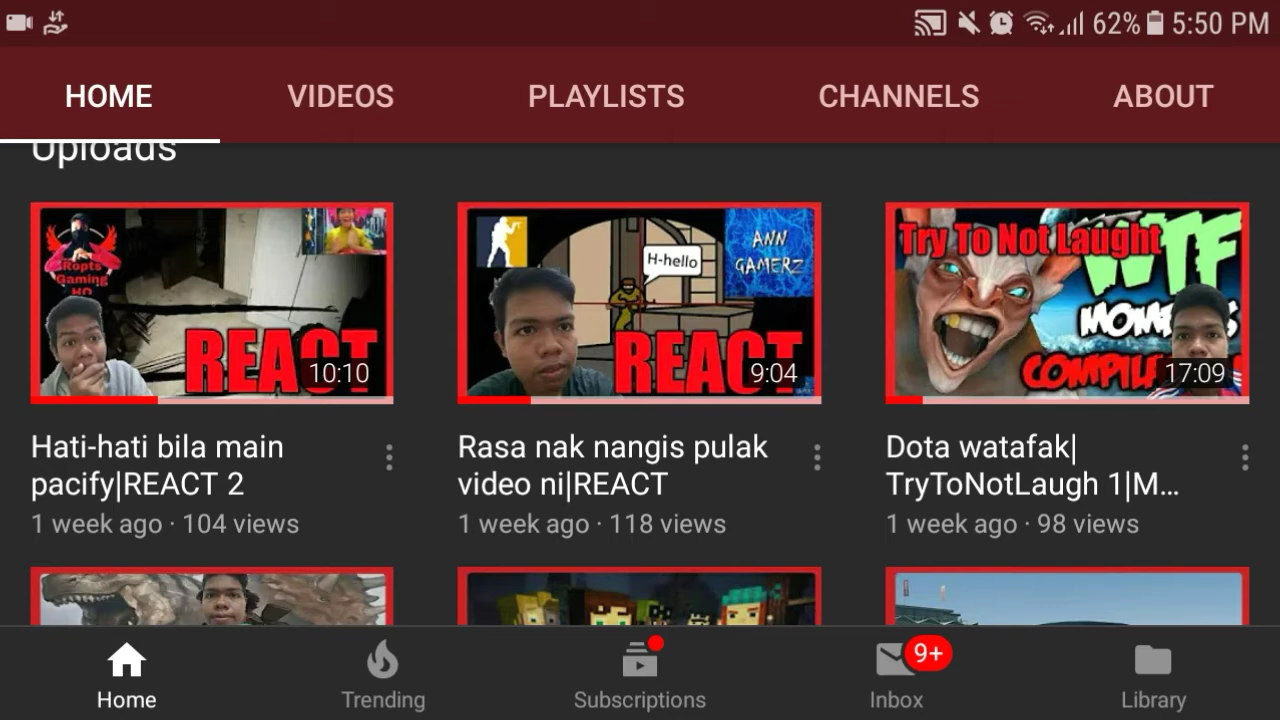 62% 5:50 PM
HOME VIDEOS PLAYLISTS CHANNELS ABOUT
Uploads
Ropts
Gaming
HQ
REACT
10:10
H-hello
ANN
GAMERZ
REACT
9:04
Try To Not Laught
WTF
17:09
Hati-hati bila main
pacify|REACT 2
1 week ago · 104 views
Rasa nak nangis pulak
video ni|REACT
1 week ago · 118 views
Dota watafak|
TryToNotLaugh 1|M...
1 week ago · 98 views
9+
Home Trending Subscriptions Inbox Library